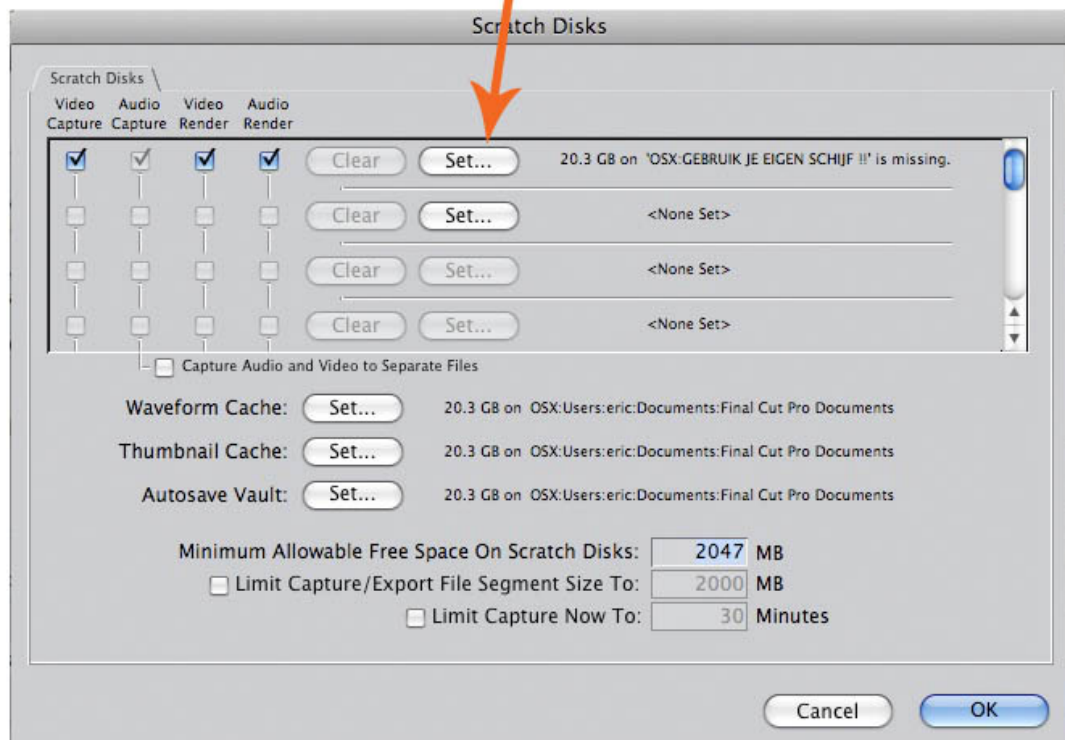 Scratch Disks
Scratch Disks
Video Audio Video Audio
Capture Capture Render Render
Clear Set... 20.3 GB on 'OSX:GEBRUIK JE EIGEN SCHIJF !!' is missing.
Clear Set... <None Set>
Clear Set... <None Set>
Clear Set... <None Set>
Capture Audio and Video to Separate Files
Waveform Cache: Set... 20.3 GB on OSX:Users:eric:Documents:Final Cut Pro Documents
Thumbnail Cache: Set... 20.3 GB on OSX:Users:eric:Documents:Final Cut Pro Documents
Autosave Vault: Set... 20.3 GB on OSX:Users:eric:Documents:Final Cut Pro Documents
Minimum Allowable Free Space On Scratch Disks: 2047 MB
Limit Capture/Export File Segment Size To: 2000 MB
Limit Capture Now To: 30 Minutes
Cancel OK